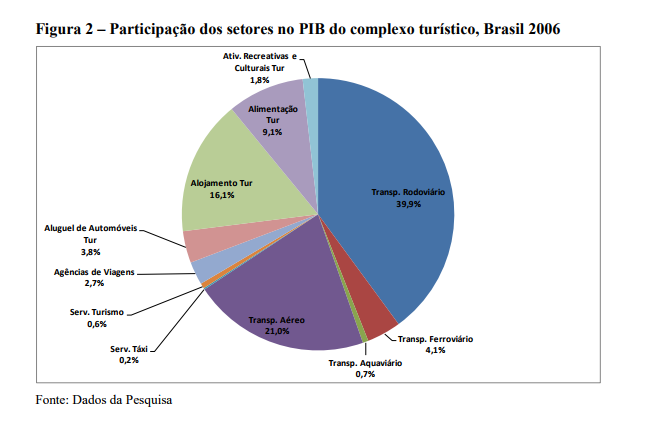 Figura 2 – Participação dos setores no PIB do complexo turístico, Brasil 2006
Ativ. Recreativas e
Culturais Tur
1,8%
Alimentação
Tur
9,1%
Alojamento Tur
16,1%
Transp. Rodoviário
39,9%
Aluguel de Automóveis
Tur
3,8%
Agências de Viagens
2,7%
Serv. Turismo
0,6%
Serv. Táxi
0,2%
Transp. Aéreo
21,0%
Transp. Aquaviário
0,7%
Transp. Ferroviário
4,1%
Fonte: Dados da Pesquisa